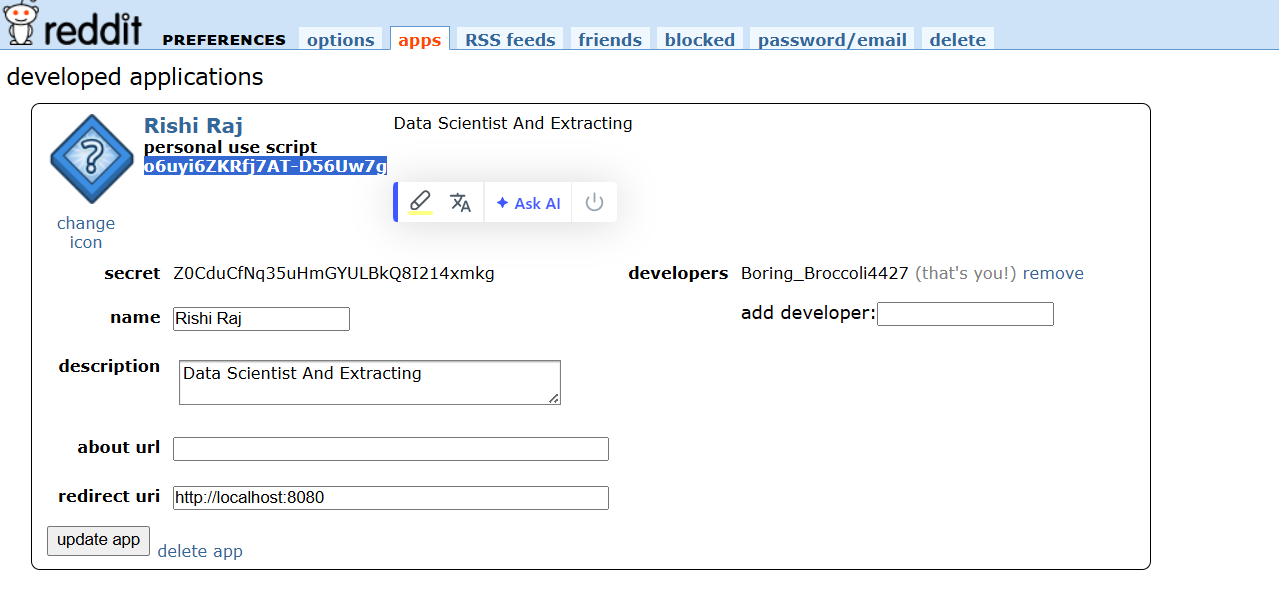 reddit PREFERENCES options apps RSS feeds friends blocked password/email delete
developed applications
Rishi Raj
personal use script
o6uyi6ZKRfj7AT-D56Uw7g
Data Scientist And Extracting
Ask AI
change
icon
secret Z0CduCfNq35uHmGYULBkQ8I214xmkg
developers Boring_Broccoli4427 (that's you!) remove
add developer:
name Rishi Raj
description Data Scientist And Extracting
about url
redirect uri http://localhost:8080
update app delete app